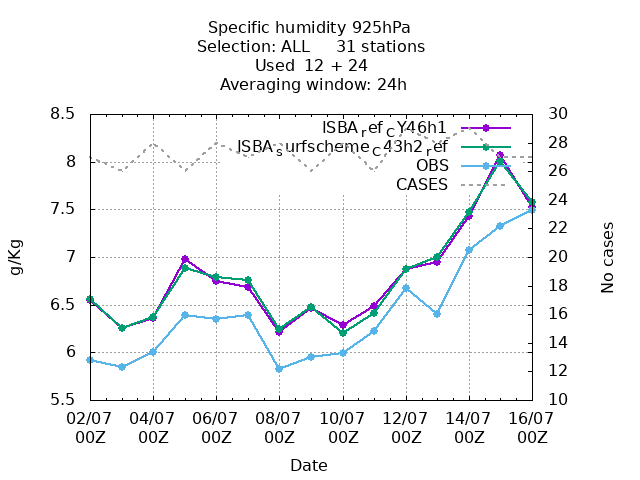 Specific humidity 925hPa
Selection: ALL 31 stations
Used 12 + 24
Averaging window: 24h
8.5
8
7.5
7
6.5
6
5.5
30
28
26
24
22
20
18
16
14
12
10
g/Kg
No cases
ISBA_ref_CY46h1
ISBA_surfscheme_C43h2_ref
OBS
CASES
02/07 04/07 06/07 08/07 10/07 12/07 14/07 16/07
00Z 00Z 00Z 00Z 00Z 00Z 00Z 00Z
Date